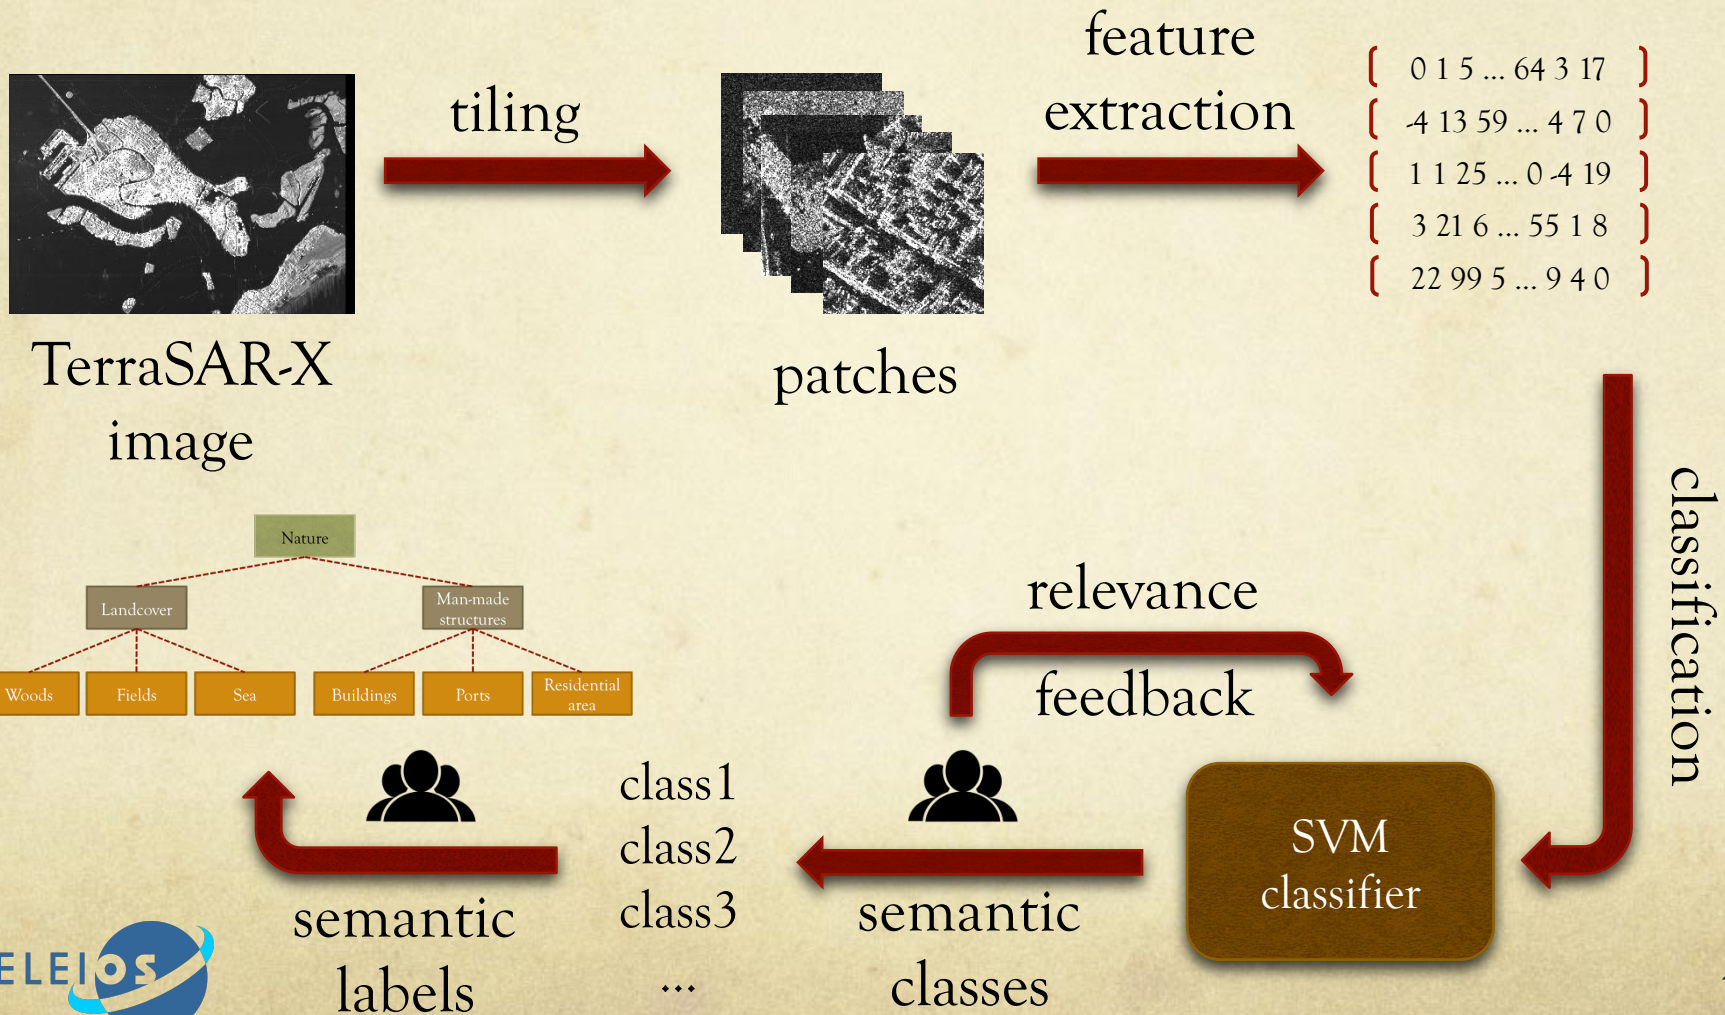 feature
extraction
tiling
0 1 5 ... 64 3 17
-4 13 59 ... 4 7 0
1 1 25 ... 0 -4 19
3 21 6 ... 55 1 8
22 99 5 ... 9 4 0
TerraSAR-X
image
patches
classification
Nature
Landcover
Man-made
structures
Woods
Fields
Sea
Buildings
Ports
Residential
area
relevance
feedback
SVM
classifier
semantic
classes
class1
class2
class3
...
semantic
labels
ELEIOS